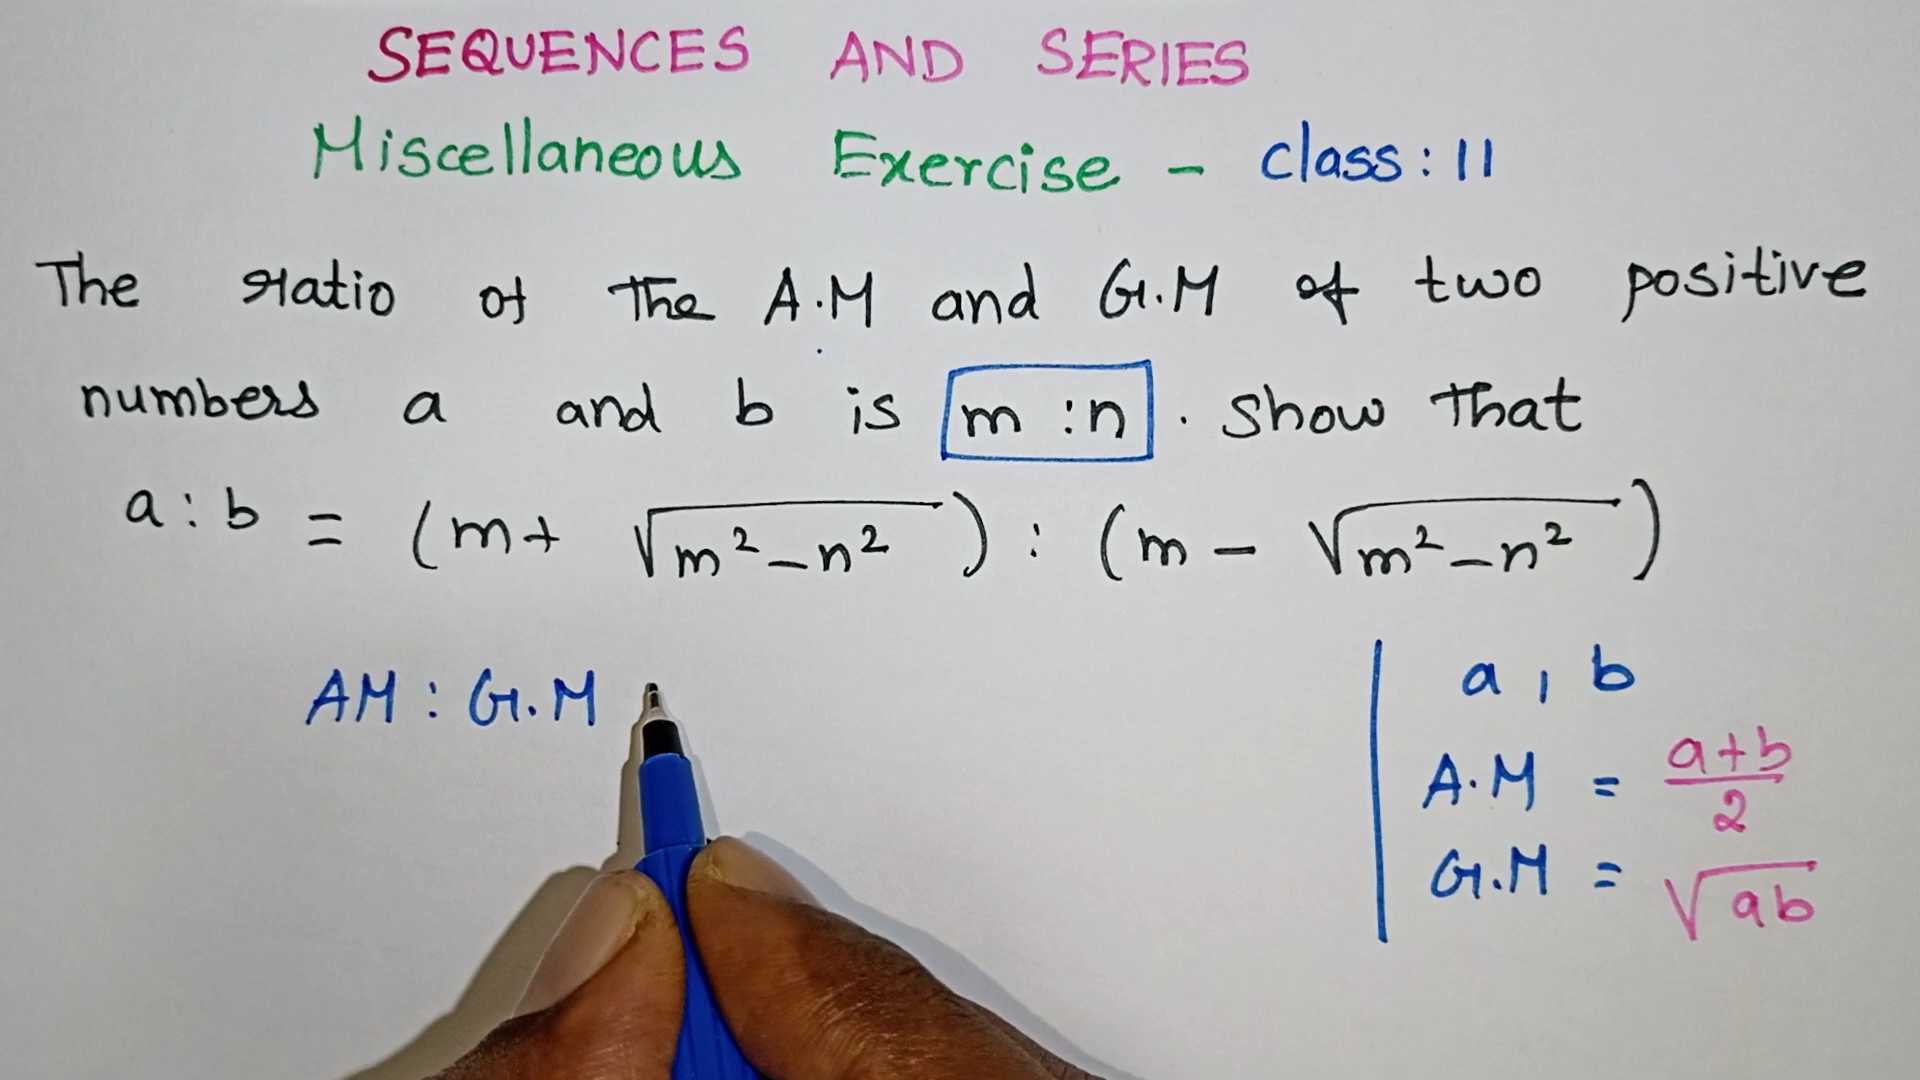 SEQUENCES AND SERIES
Miscellaneous Exercise - class: 11
The ratio of the A.M and G.M of two positive
numbers a and b is m : n . show that
a : b = (m + √m²-n² ) : (m - √m²-n² )
AM : G.M
a , b
A.M = a+b/2
G.M = √ab